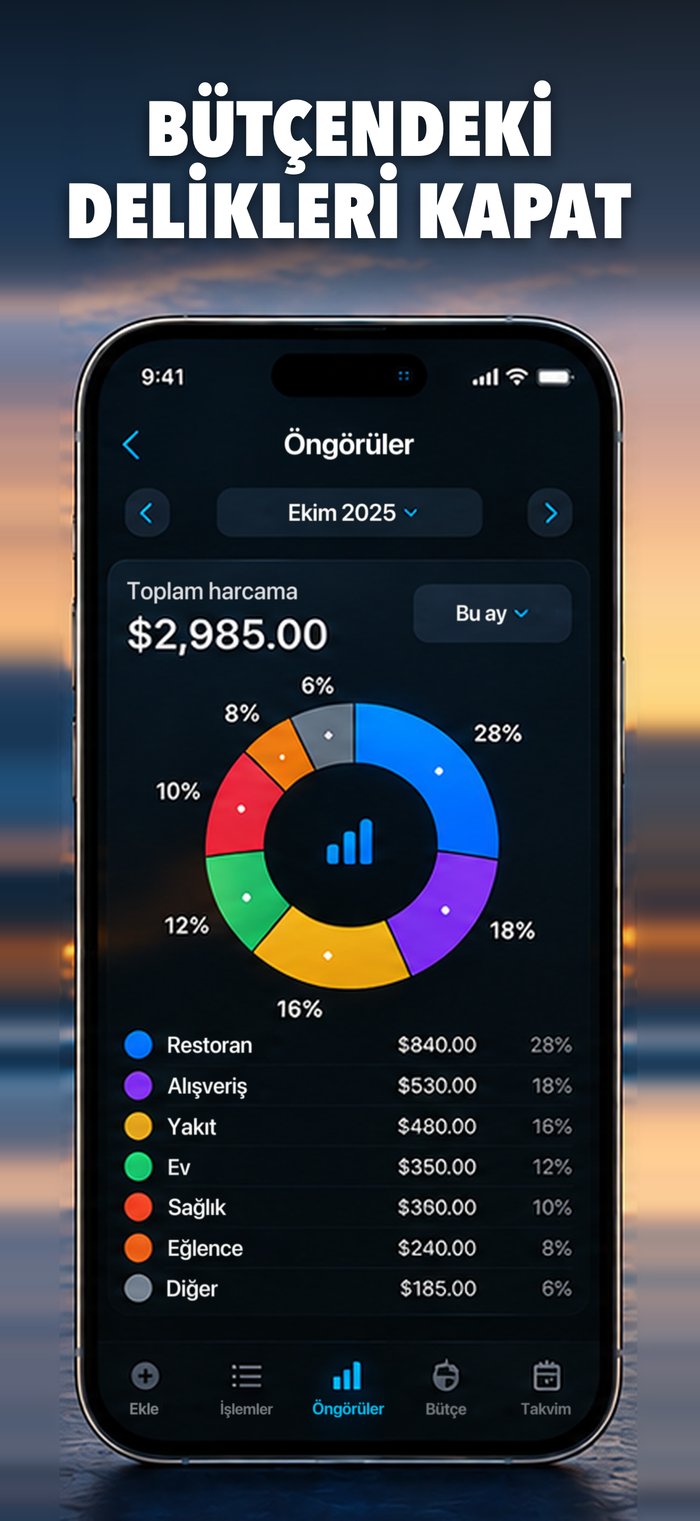 BÜTÇENDEKİ
DELİKLERİ KAPAT
9:41
Öngörüler
Ekim 2025
Toplam harcama
$2,985.00
Bu ay
6%
8%
28%
10%
12%
18%
16%
Restoran $840.00 28%
Alışveriş $530.00 18%
Yakıt $480.00 16%
Ev $350.00 12%
Sağlık $360.00 10%
Eğlence $240.00 8%
Diğer $185.00 6%
Ekle İşlemler Öngörüler Bütçe Takvim